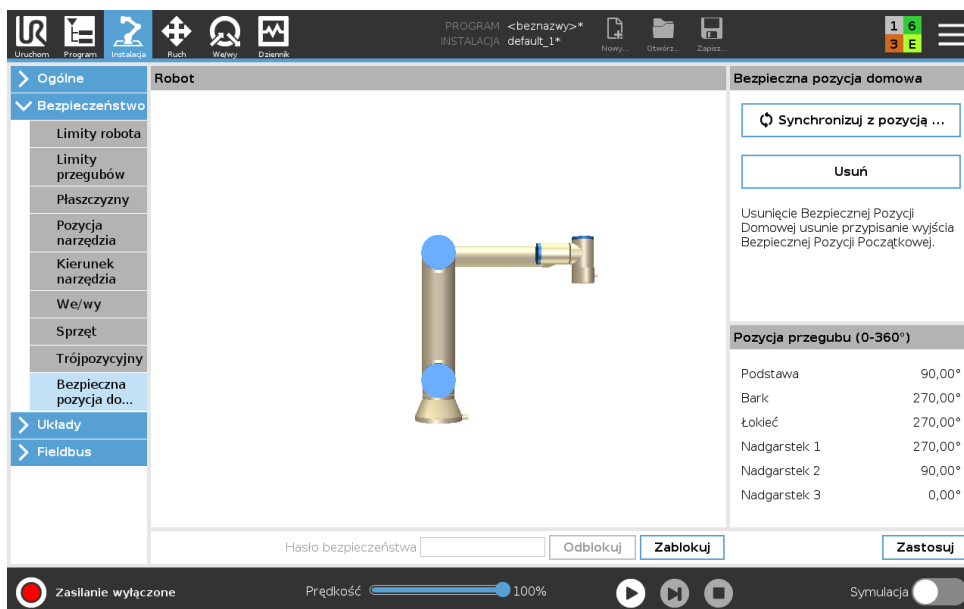 PROGRAM <beznazwy>*
INSTALACJA default_1*
Uruchom Program Instalacja Ruch We/wy Dziennik Nowy... Otwórz... Zapisz...
1 6
3 E
Ogólne
Bezpieczeństwo
Limity robota
Limity
przegubów
Płaszczyzny
Pozycja
narzędzia
Kierunek
narzędzia
We/wy
Sprzęt
Trójpozycyjny
Bezpieczna
pozycja do...
Układy
Fieldbus
Robot
Bezpieczna pozycja domowa
Synchronizuj z pozycją ...
Usuń
Usunięcie Bezpiecznej Pozycji
Domowej usunie przypisanie wyjścia
Bezpiecznej Pozycji Początkowej.
Pozycja przegubu (0-360°)
Podstawa 90,00°
Bark 270,00°
Łokieć 270,00°
Nadgarstek 1 270,00°
Nadgarstek 2 90,00°
Nadgarstek 3 0,00°
Hasło bezpieczeństwa Odblokuj Zablokuj Zastosuj
Zasilanie wyłączone Prędkość 100% Symulacja